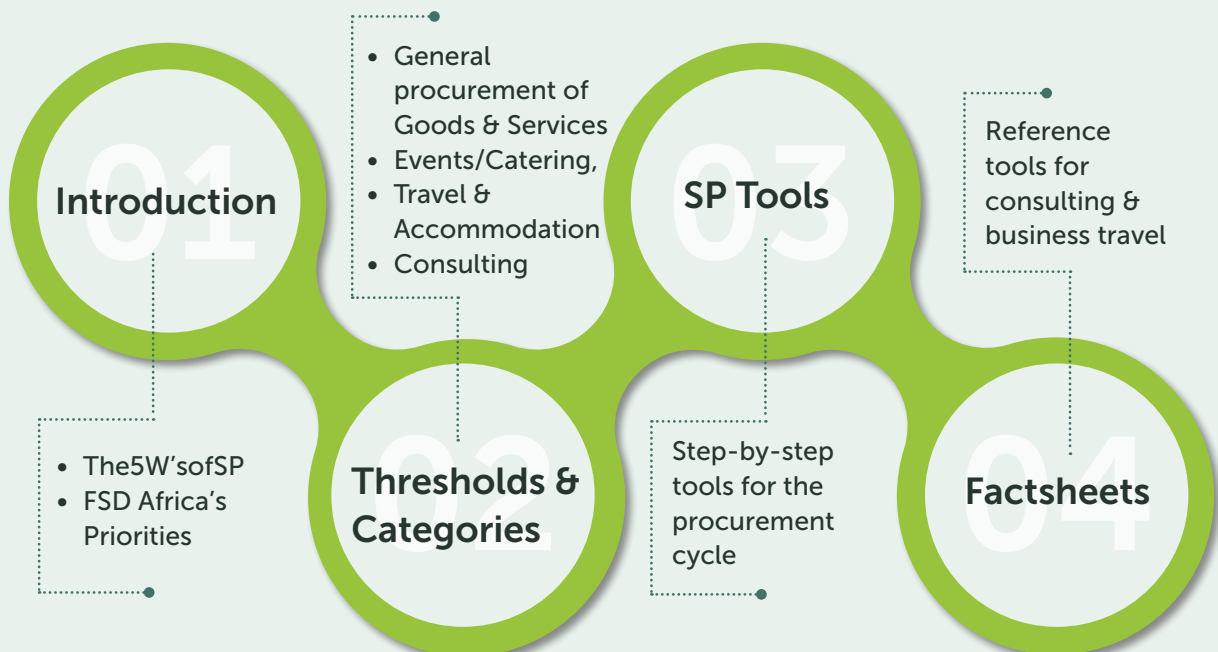 01
Introduction
• The5W'sofSP
• FSD Africa's
Priorities
• General
procurement of
Goods & Services
• Events/Catering,
• Travel &
Accommodation
• Consulting
02
Thresholds &
Categories
03
SP Tools
Step-by-step
tools for the
procurement
cycle
Reference
tools for
consulting &
business travel
04
Factsheets